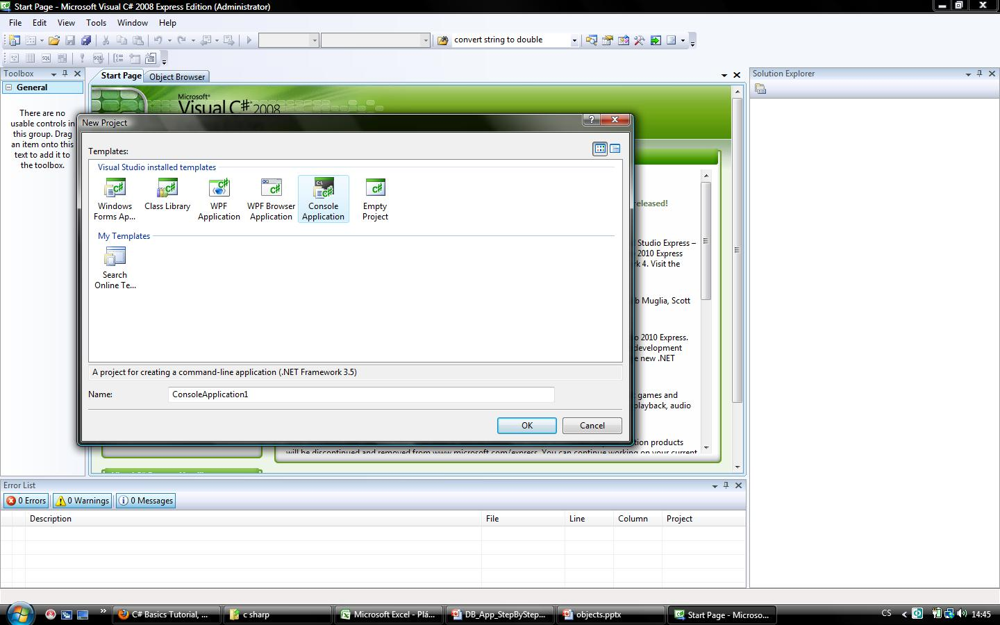 Start Page - Microsoft Visual C# 2008 Express Edition (Administrator)
File Edit View Tools Window Help
convert string to double
Toolbox
General
There are no
usable controls in
this group. Drag
an item onto this
text to add it to
the toolbox.
Start Page Object Browser
Microsoft®
Visual C# 2008
New Project
Templates:
Visual Studio installed templates
Windows
Forms Ap...
Class Library
WPF
Application
WPF Browser
Application
Console
Application
Empty
Project
My Templates
Search
Online Te...
A project for creating a command-line application (.NET Framework 3.5)
Name: ConsoleApplication1
OK Cancel
eleased!
Studio Express –
2010 Express
k 4. Visit the
b Muglia, Scott
o 2010 Express.
development
e new .NET
games and
playback, audio
tion products
will be discontinued and removed from www.microsoft.com/express. You can continue working on your current
Solution Explorer
Error List
0 Errors 0 Warnings 0 Messages
Description File Line Column Project
C# Basics Tutorial, ... c sharp Microsoft Excel - Plá... DB_App_StepByStep... objects.pptx Start Page - Microso... CS 14:45